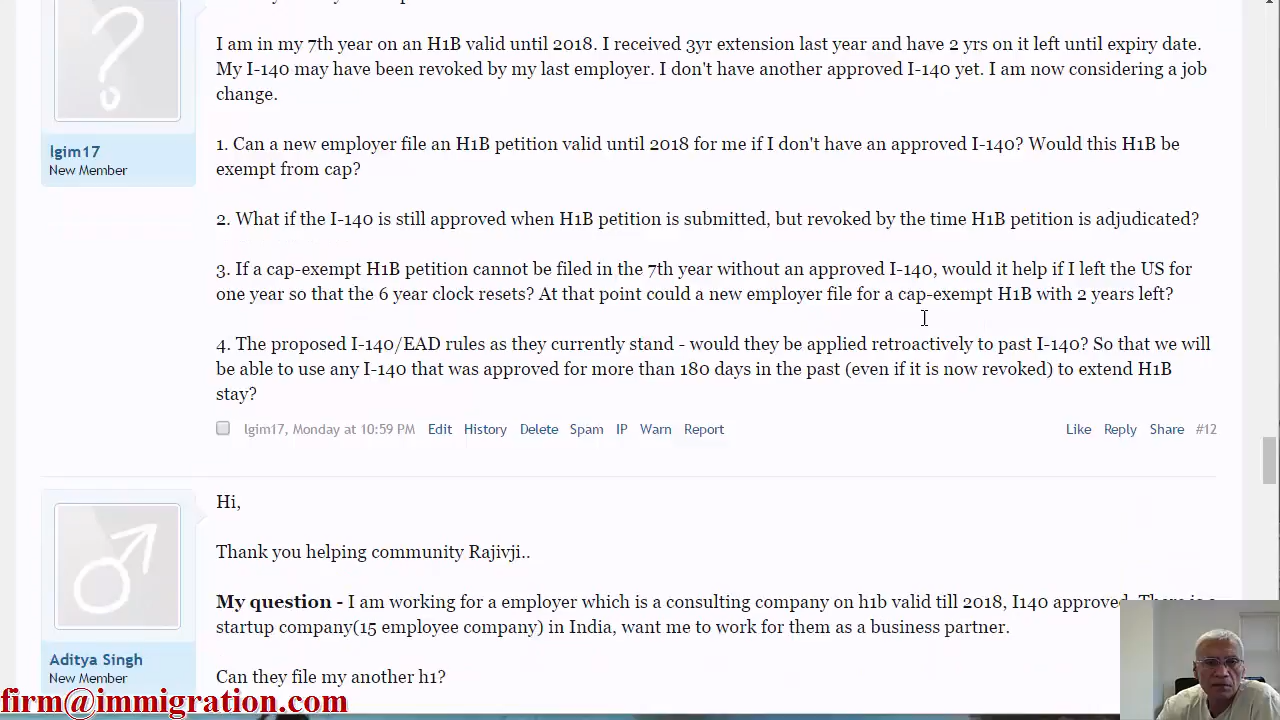 I am in my 7th year on an H1B valid until 2018. I received 3yr extension last year and have 2 yrs on it left until expiry date.
My I-140 may have been revoked by my last employer. I don't have another approved I-140 yet. I am now considering a job
change.
lgim17
New Member
1. Can a new employer file an H1B petition valid until 2018 for me if I don't have an approved I-140? Would this H1B be
exempt from cap?
2. What if the I-140 is still approved when H1B petition is submitted, but revoked by the time H1B petition is adjudicated?
3. If a cap-exempt H1B petition cannot be filed in the 7th year without an approved I-140, would it help if I left the US for
one year so that the 6 year clock resets? At that point could a new employer file for a cap-exempt H1B with 2 years left?
4. The proposed I-140/EAD rules as they currently stand - would they be applied retroactively to past I-140? So that we will
be able to use any I-140 that was approved for more than 180 days in the past (even if it is now revoked) to extend H1B
stay?
lgim17, Monday at 10:59 PM Edit History Delete Spam IP Warn Report Like Reply Share #12
Hi,
Thank you helping community Rajivji..
My question - I am working for a employer which is a consulting company on h1b valid till 2018, I140 approved. There is a
startup company(15 employee company) in India, want me to work for them as a business partner.
Aditya Singh
New Member
Can they file my another h1?
firm@immigration.com